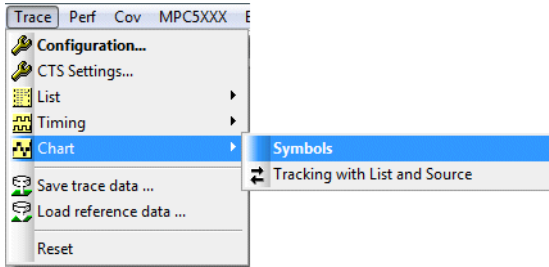 Trace Perf Cov MPC5XXX
Configuration...
CTS Settings...
List
Timing
Chart
Symbols
Tracking with List and Source
Save trace data ...
Load reference data ...
Reset